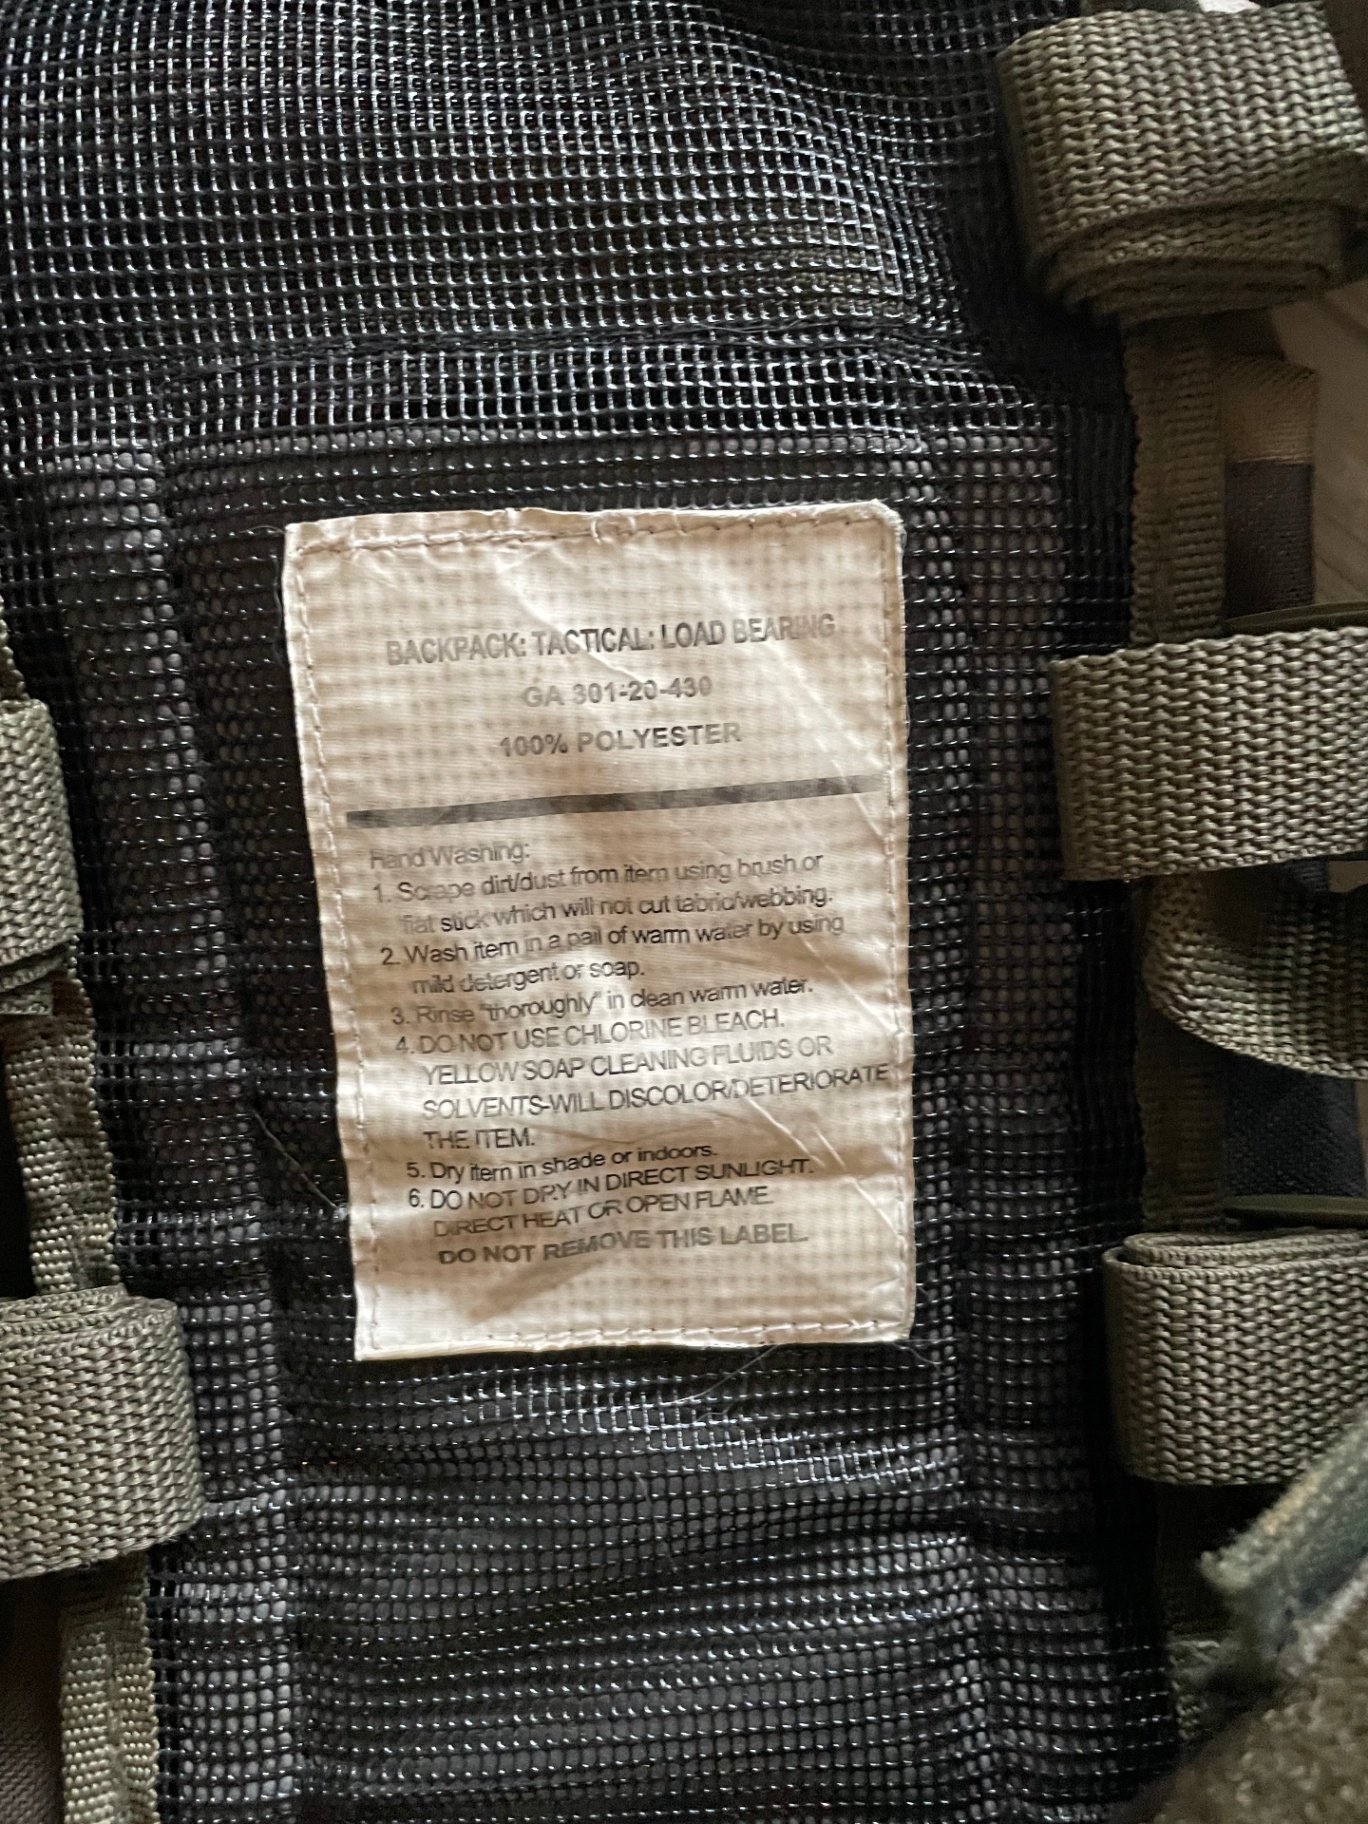 BACKPACK: TACTICAL: LOAD BEARING
GA 301-20-430
100% POLYESTER
Hand Washing:
1. Scrape dirt/dust from item using brush or
flat stick which will not cut fabric/webbing.
2. Wash item in a pail of warm water by using
mild detergent or soap.
3. Rinse "thoroughly" in clean warm water.
4. DO NOT USE CHLORINE BLEACH.
YELLOW SOAP CLEANING FLUIDS OR
SOLVENTS-WILL DISCOLOR/DETERIORATE
THE ITEM.
5. Dry item in shade or indoors.
6. DO NOT DRY IN DIRECT SUNLIGHT.
DIRECT HEAT OR OPEN FLAME.
DO NOT REMOVE THIS LABEL.